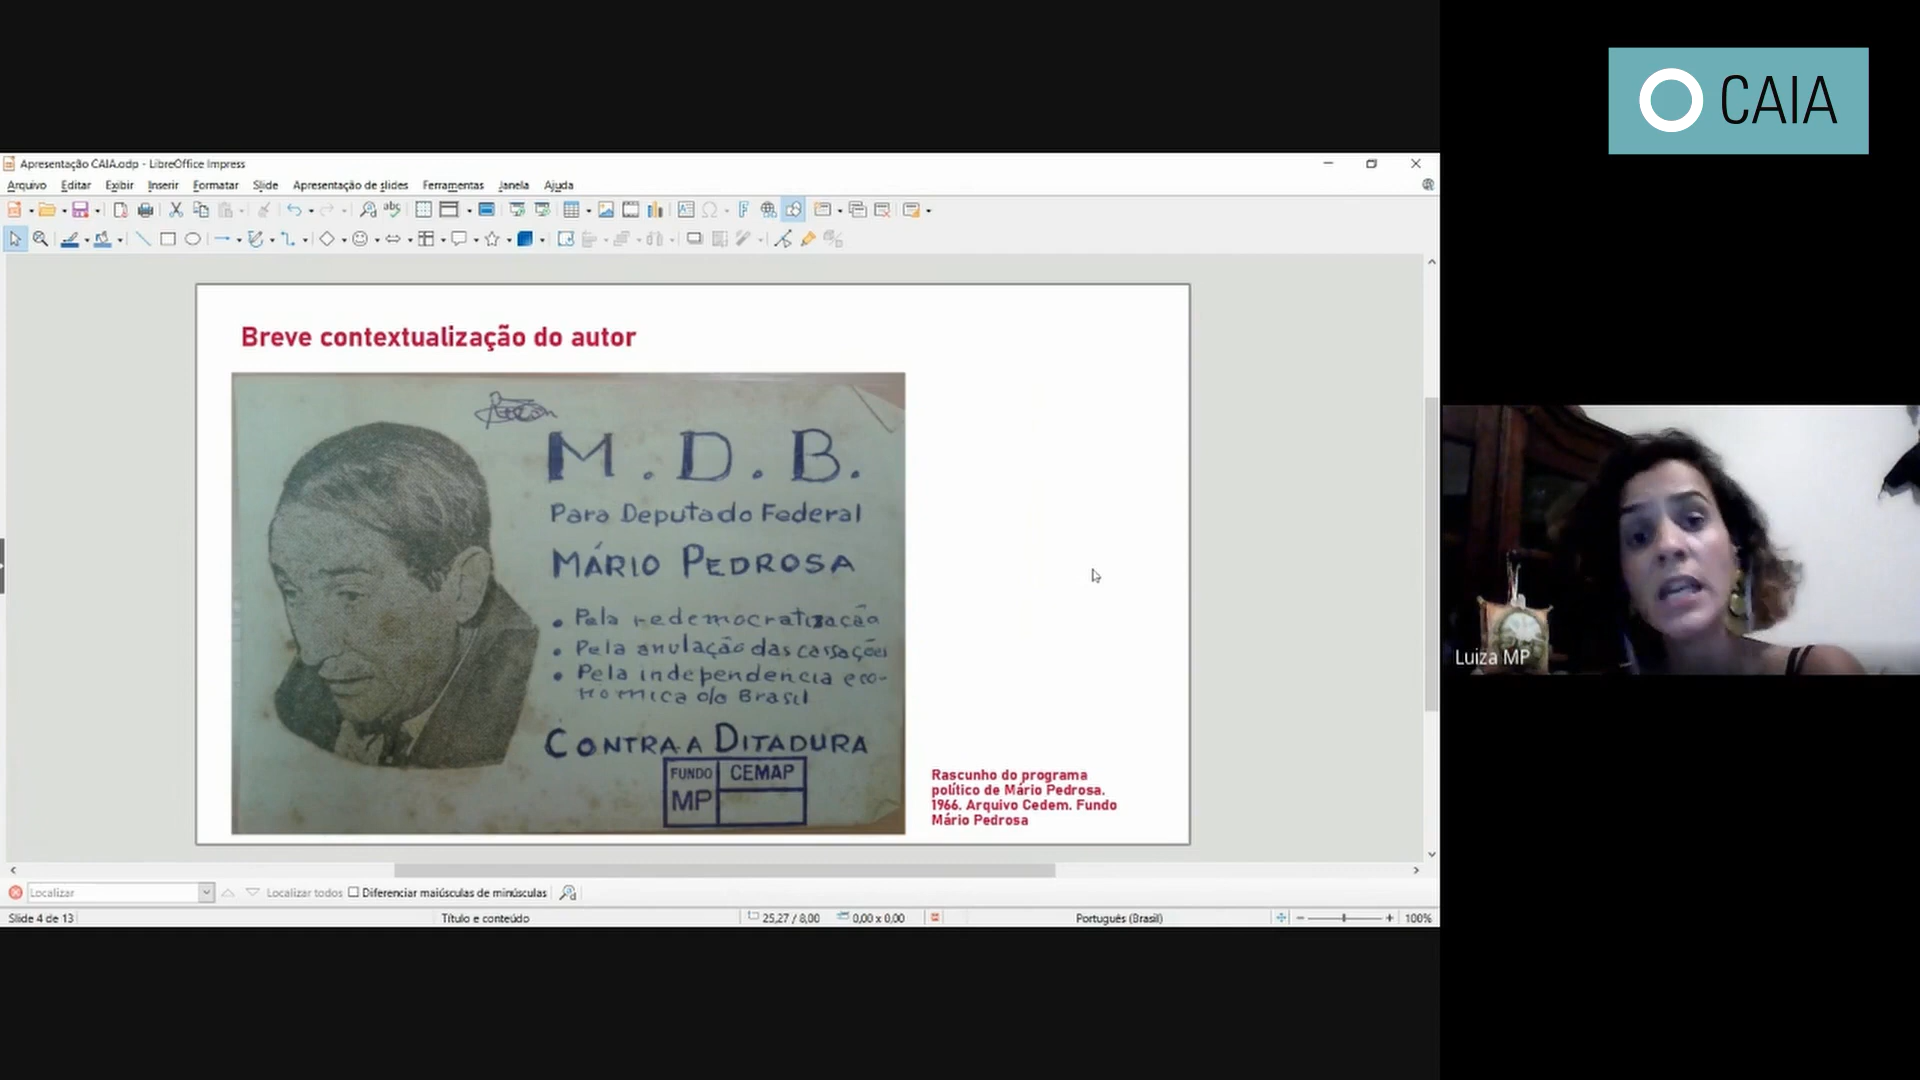 CAIA
Apresentação CAIA.odp - LibreOffice Impress
Arquivo Editar Exibir Inserir Formatar Slide Apresentação de slides Ferramentas Janela Ajuda
Breve contextualização do autor
M.D.B.
Para Deputado Federal
MÁRIO PEDROSA
• Pela redemocratização
• Pela anulação das cassações
• Pela independencia eco-
nomica do Brasil
CONTRA A DITADURA
FUNDO CEMAP
MP
Rascunho do programa
político de Mário Pedrosa.
1966. Arquivo Cedem. Fundo
Mário Pedrosa
Luiza MP
Localizar Localizar todos Diferenciar maiúsculas de minúsculas
Slide 4 de 13 Título e conteúdo 25,27 / 8,00 0,00 x 0,00 Português (Brasil) 100%